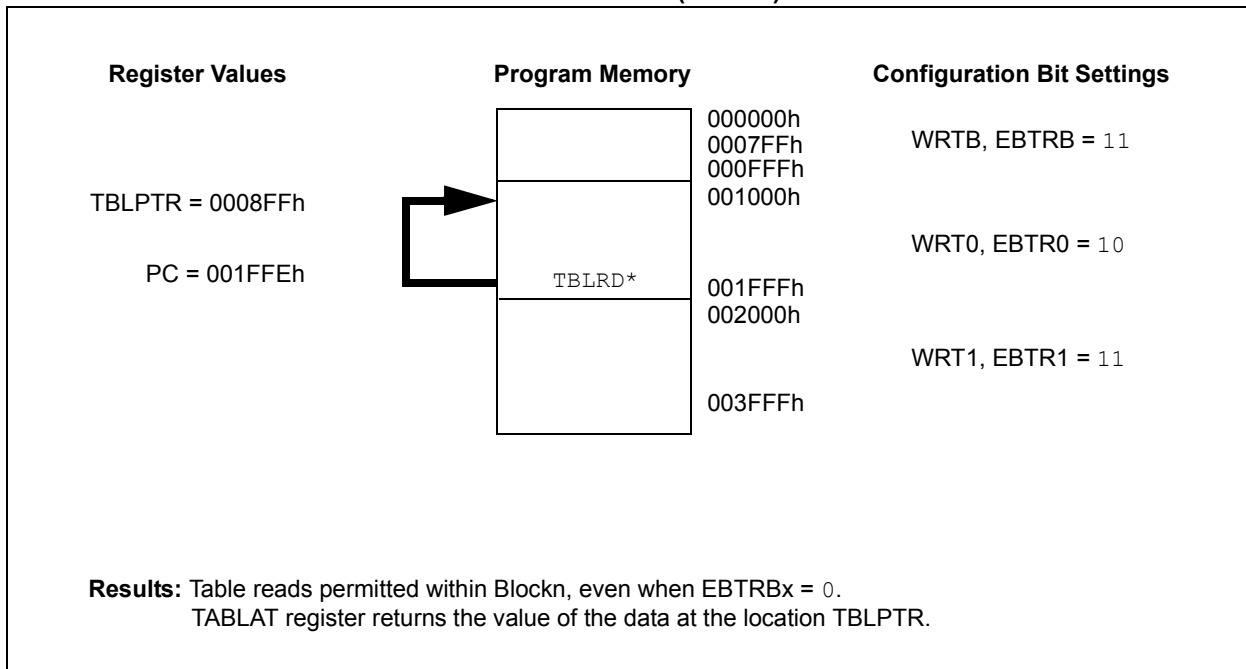 Register Values
Program Memory
Configuration Bit Settings
000000h
0007FFh
WRTB, EBTRB = 11
000FFFh
TBLPTR = 0008FFh
001000h
WRT0, EBTR0 = 10
PC = 001FFEh
TBLRD*
001FFFh
002000h
WRT1, EBTR1 = 11
003FFFh
Results: Table reads permitted within Blockn, even when EBTRBx = 0.
TABLAT register returns the value of the data at the location TBLPTR.